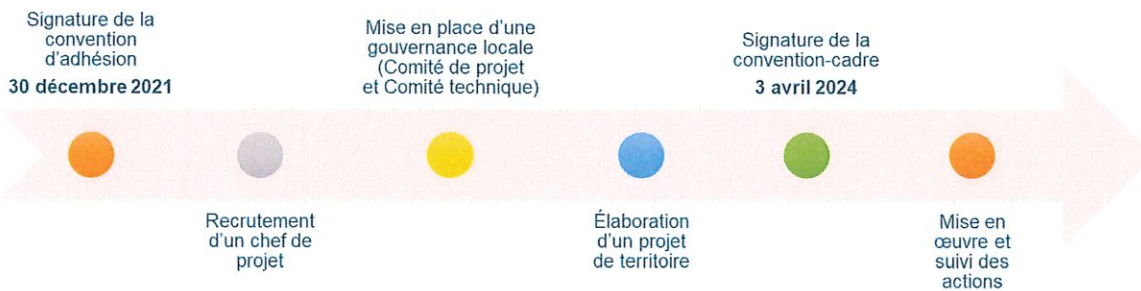 Signature de la
convention
d'adhésion
30 décembre 2021
Recrutement
d'un chef de
projet
Mise en place d'une
gouvernance locale
(Comité de projet
et Comité technique)
Élaboration
d'un projet
de territoire
Signature de la
convention-cadre
3 avril 2024
Mise en
œuvre et
suivi des
actions